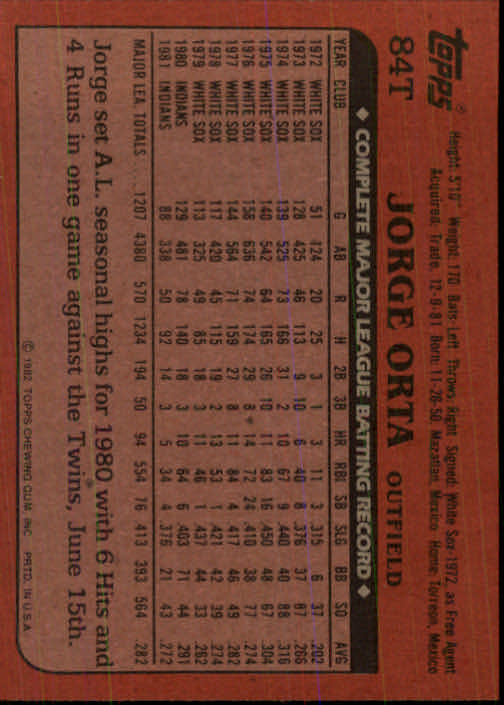 topps®
84T JORGE ORTA OUTFIELD
Height: 5'10" Weight: 170 Bats-Left Throws Right Signed: White Sox-1972, as Free Agent
Acquired: Trade, 12-9-81 Born: 11-26-50, Mazatlan, Mexico Home: Torreon, Mexico
◆ COMPLETE MAJOR LEAGUE BATTING RECORD ◆
YEAR CLUB G AB R H 2B 3B HR RBI SB SLG BB SO AVG
1972 WHITE SOX 51 124 20 25 3 1 3 11 3 .315 6 37 .202
1973 WHITE SOX 128 425 46 113 9 10 6 40 8 .376 37 87 .266
1974 WHITE SOX 139 525 73 166 31 2 10 67 9 .440 40 88 .316
1975 WHITE SOX 140 542 64 165 26 10 11 83 16 .450 48 67 .304
1976 WHITE SOX 158 636 74 174 29 8 14 72 24 .410 38 77 .274
1977 WHITE SOX 144 564 71 159 27 8 11 84 4 .417 46 49 .282
1978 WHITE SOX 117 420 45 115 19 2 13 53 1 .421 42 39 .274
1979 WHITE SOX 113 325 49 85 18 3 11 46 1 .437 44 33 .262
1980 INDIANS 129 481 78 140 18 3 10 64 6 .403 71 44 .291
1981 INDIANS 88 338 50 92 14 3 5 34 4 .376 21 43 .272
MAJOR LEA. TOTALS ... 1207 4380 570 1234 194 50 94 554 76 .413 393 564 .282
Jorge set A.L. seasonal highs for 1980 with 6 Hits and
4 Runs in one game against the Twins, June 15th.
© 1982 TOPPS CHEWING GUM, INC. PRTD. IN U.S.A.